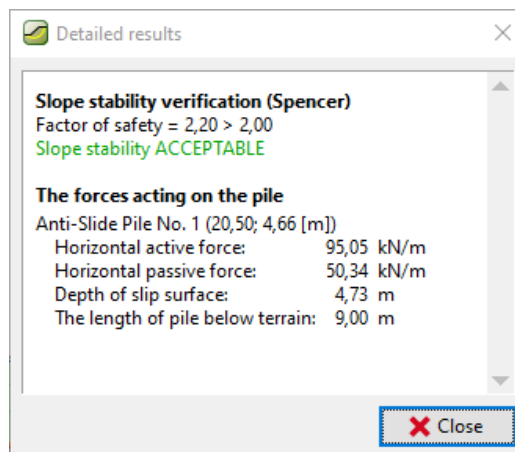 Detailed results
Slope stability verification (Spencer)
Factor of safety = 2,20 > 2,00
Slope stability ACCEPTABLE
The forces acting on the pile
Anti-Slide Pile No. 1 (20,50; 4,66 [m])
Horizontal active force: 95,05 kN/m
Horizontal passive force: 50,34 kN/m
Depth of slip surface: 4,73 m
The length of pile below terrain: 9,00 m
Close